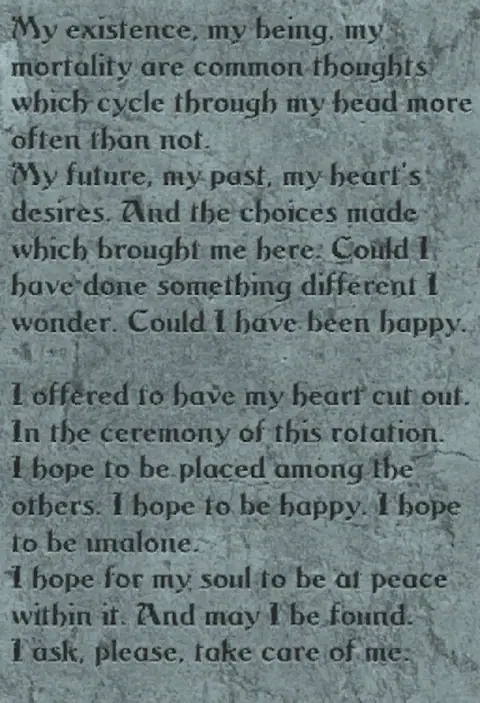 My existence, my being, my
mortality are common thoughts
which cycle through my head more
often than not.
My future, my past, my heart's
desires. And the choices made
which brought me here. Could I
have done something different I
wonder. Could I have been happy.
I offered to have my heart cut out.
In the ceremony of this rotation.
I hope to be placed among the
others. I hope to be happy. I hope
to be unalone.
I hope for my soul to be at peace
within it. And may I be found.
I ask, please, take care of me.